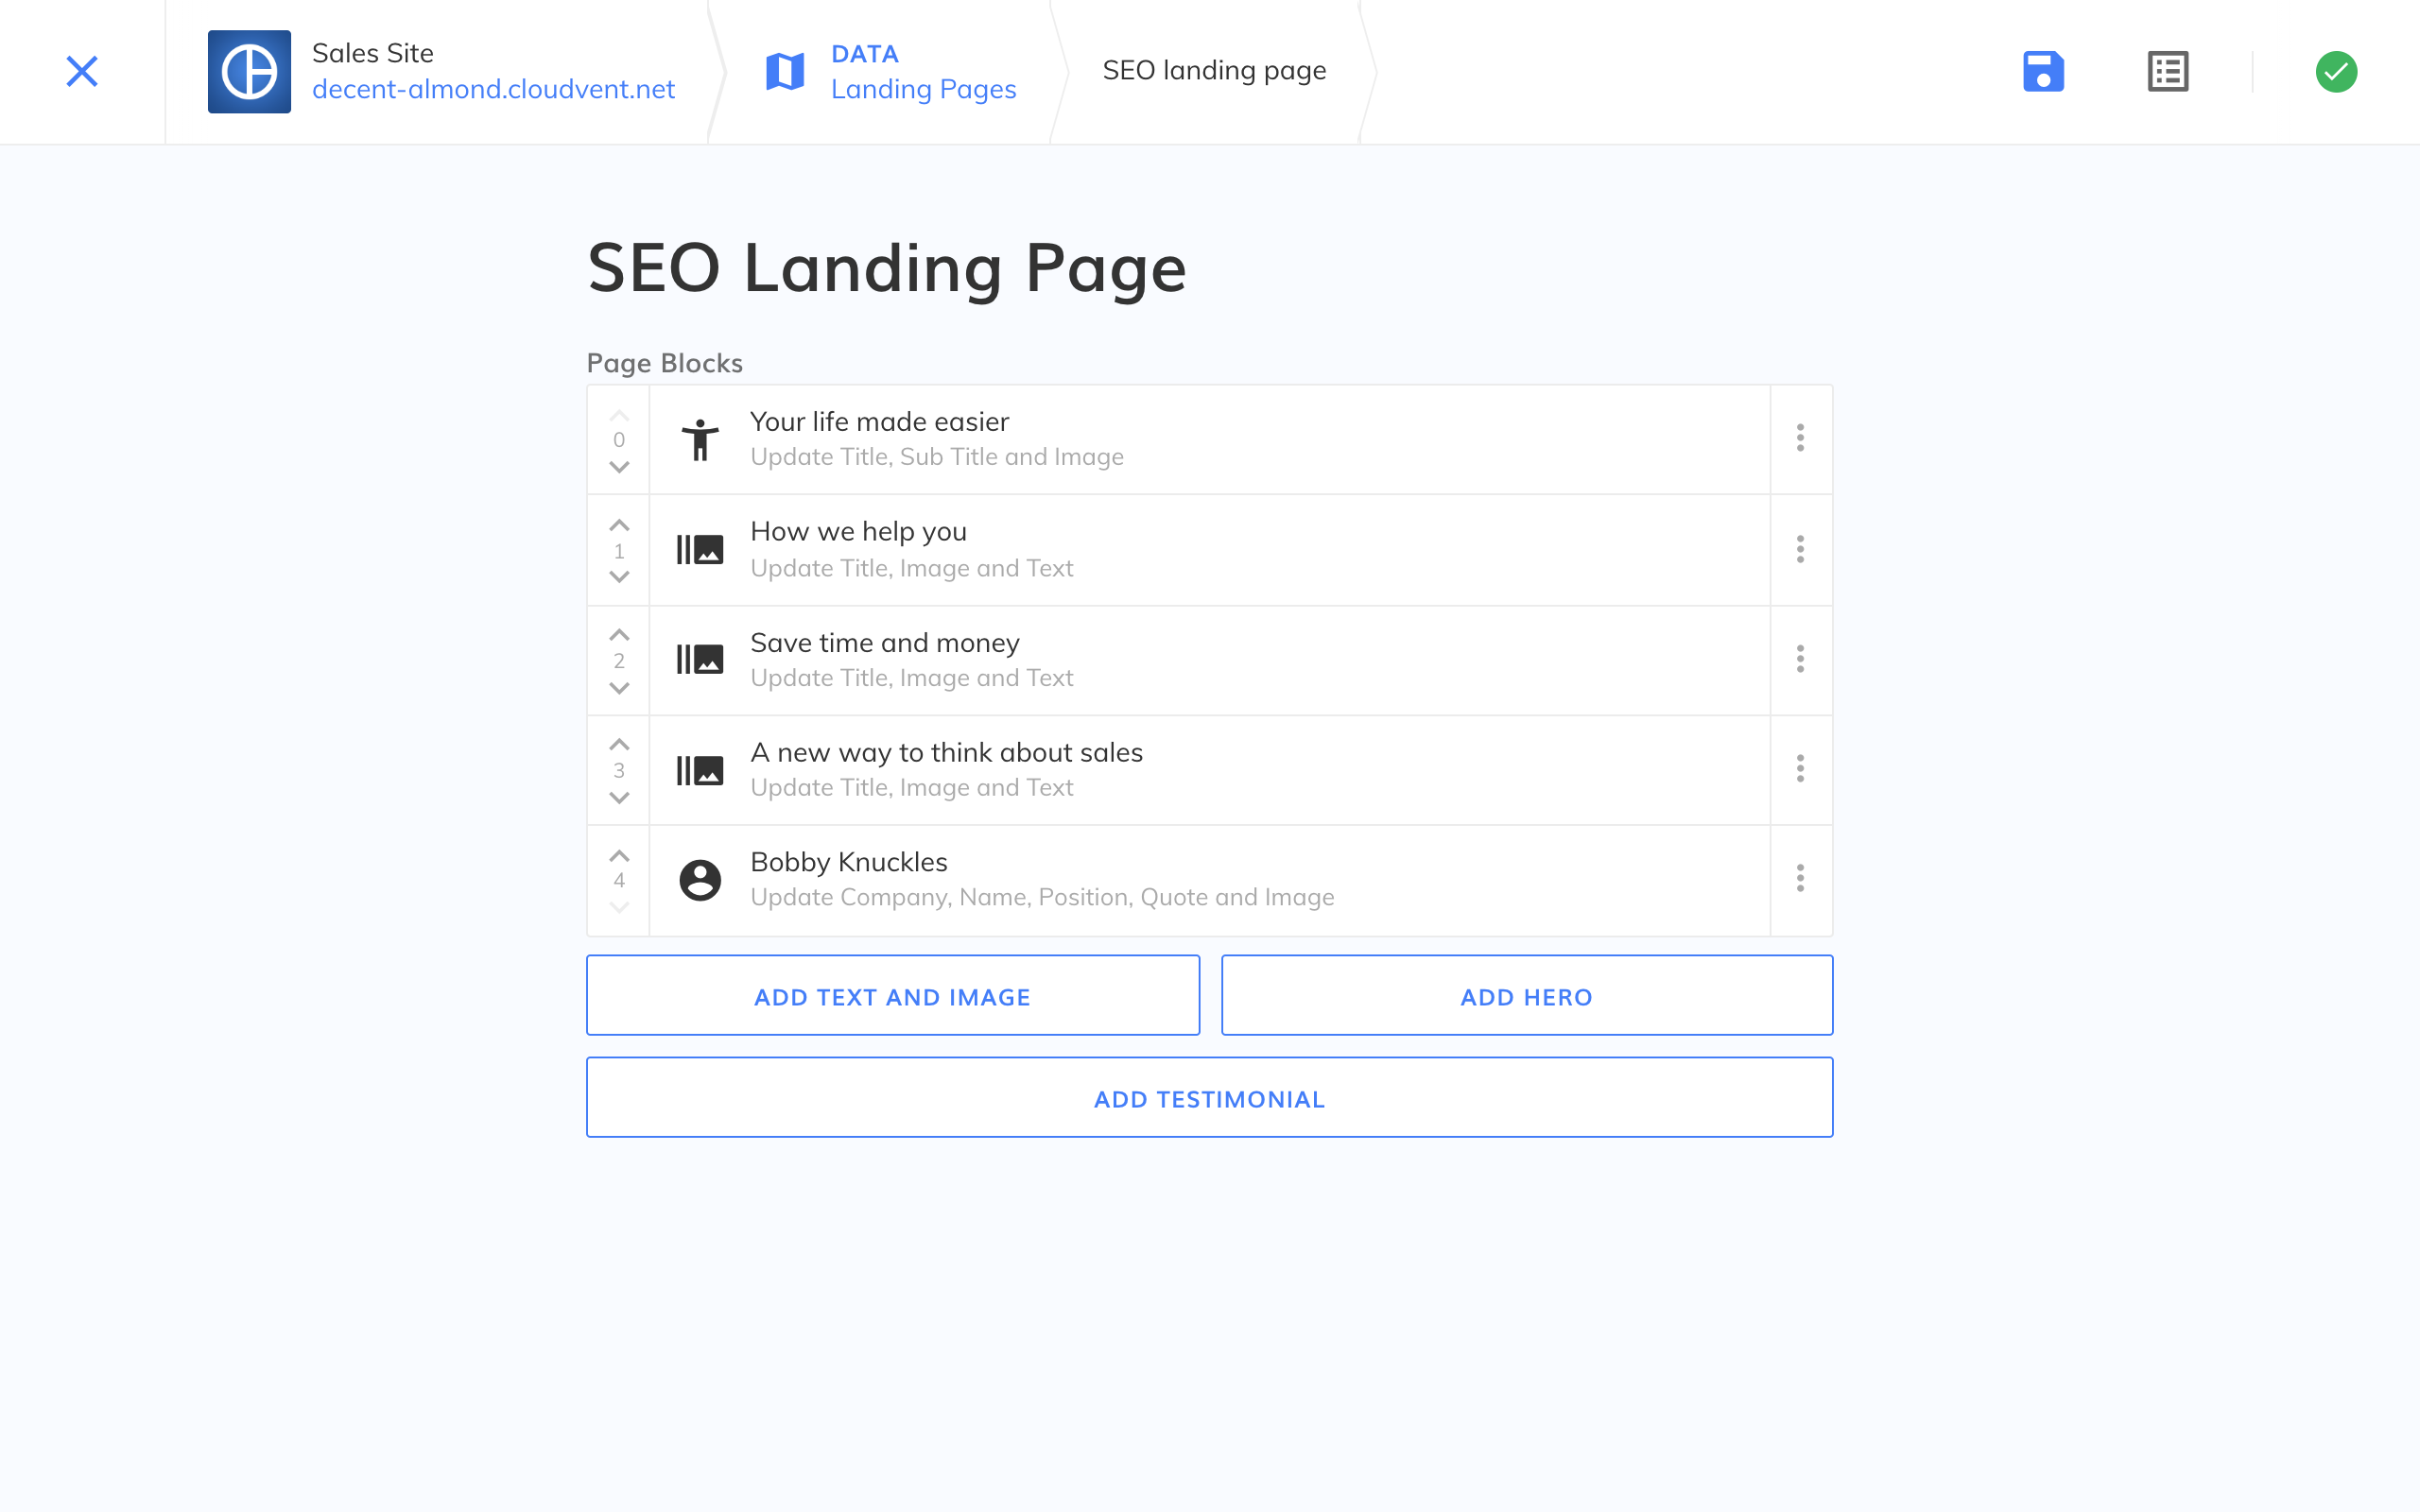 Sales Site
decent-almond.cloudvent.net
DATA
Landing Pages
SEO landing page
SEO Landing Page
Page Blocks
0
Your life made easier
Update Title, Sub Title and Image
1
How we help you
Update Title, Image and Text
2
Save time and money
Update Title, Image and Text
3
A new way to think about sales
Update Title, Image and Text
4
Bobby Knuckles
Update Company, Name, Position, Quote and Image
ADD TEXT AND IMAGE
ADD HERO
ADD TESTIMONIAL